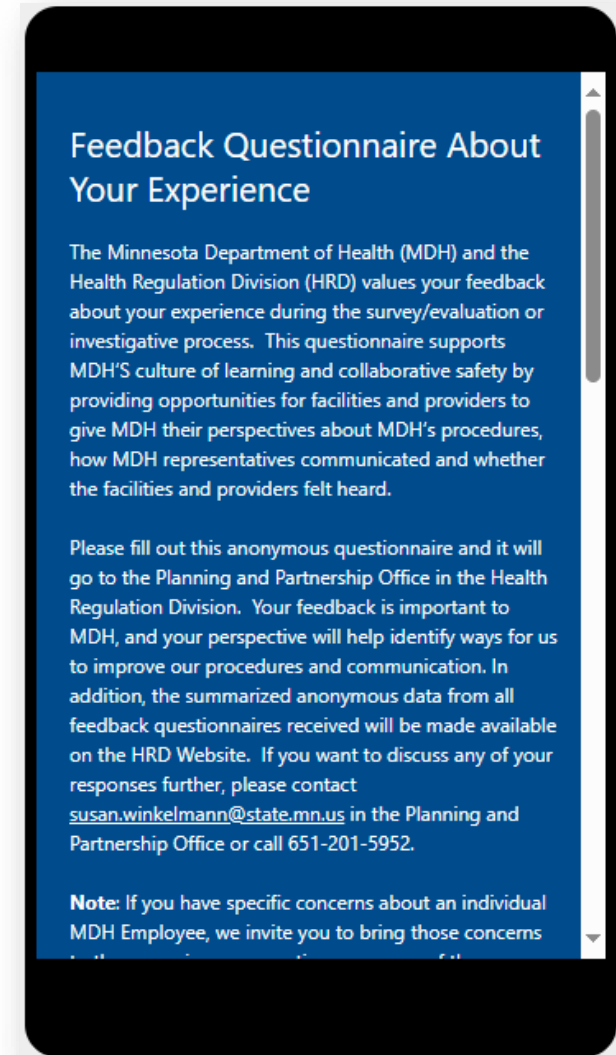 Feedback Questionnaire About
Your Experience
The Minnesota Department of Health (MDH) and the
Health Regulation Division (HRD) values your feedback
about your experience during the survey/evaluation or
investigative process.  This questionnaire supports
MDH'S culture of learning and collaborative safety by
providing opportunities for facilities and providers to
give MDH their perspectives about MDH's procedures,
how MDH representatives communicated and whether
the facilities and providers felt heard.
Please fill out this anonymous questionnaire and it will
go to the Planning and Partnership Office in the Health
Regulation Division.  Your feedback is important to
MDH, and your perspective will help identify ways for us
to improve our procedures and communication. In
addition, the summarized anonymous data from all
feedback questionnaires received will be made available
on the HRD Website.  If you want to discuss any of your
responses further, please contact
susan.winkelmann@state.mn.us in the Planning and
Partnership Office or call 651-201-5952.
Note: If you have specific concerns about an individual
MDH Employee, we invite you to bring those concerns